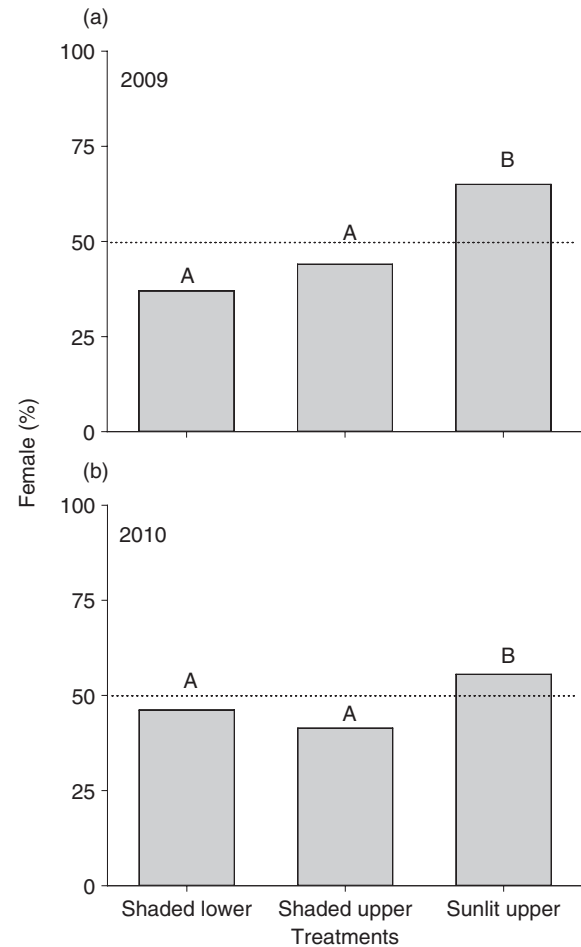 (a)
100
2009
75
B
A
50
A
25
0
Female (%)
(b)
100
2010
75
B
A
50
A
25
0
Shaded lower Shaded upper Sunlit upper
Treatments